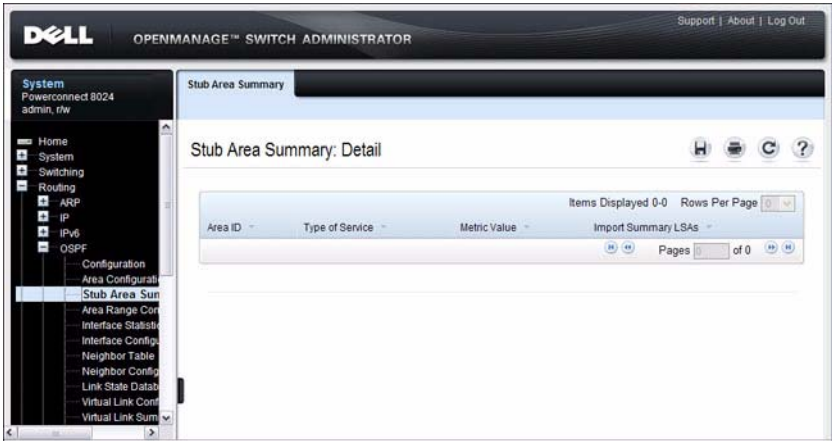 DELL
OPENMANAGE™ SWITCH ADMINISTRATOR
Support | About | Log Out
System
Powerconnect 8024
admin, r/w
Home
System
Switching
Routing
ARP
IP
IPv6
OSPF
Configuration
Area Configurati
Stub Area Sum
Area Range Con
Interface Statistic
Interface Configu
Neighbor Table
Neighbor Config
Link State Datab
Virtual Link Conf
Virtual Link Sum
Stub Area Summary
Stub Area Summary: Detail
Items Displayed 0-0 Rows Per Page 0
Area ID Type of Service Metric Value Import Summary LSAs
Pages 0 of 0